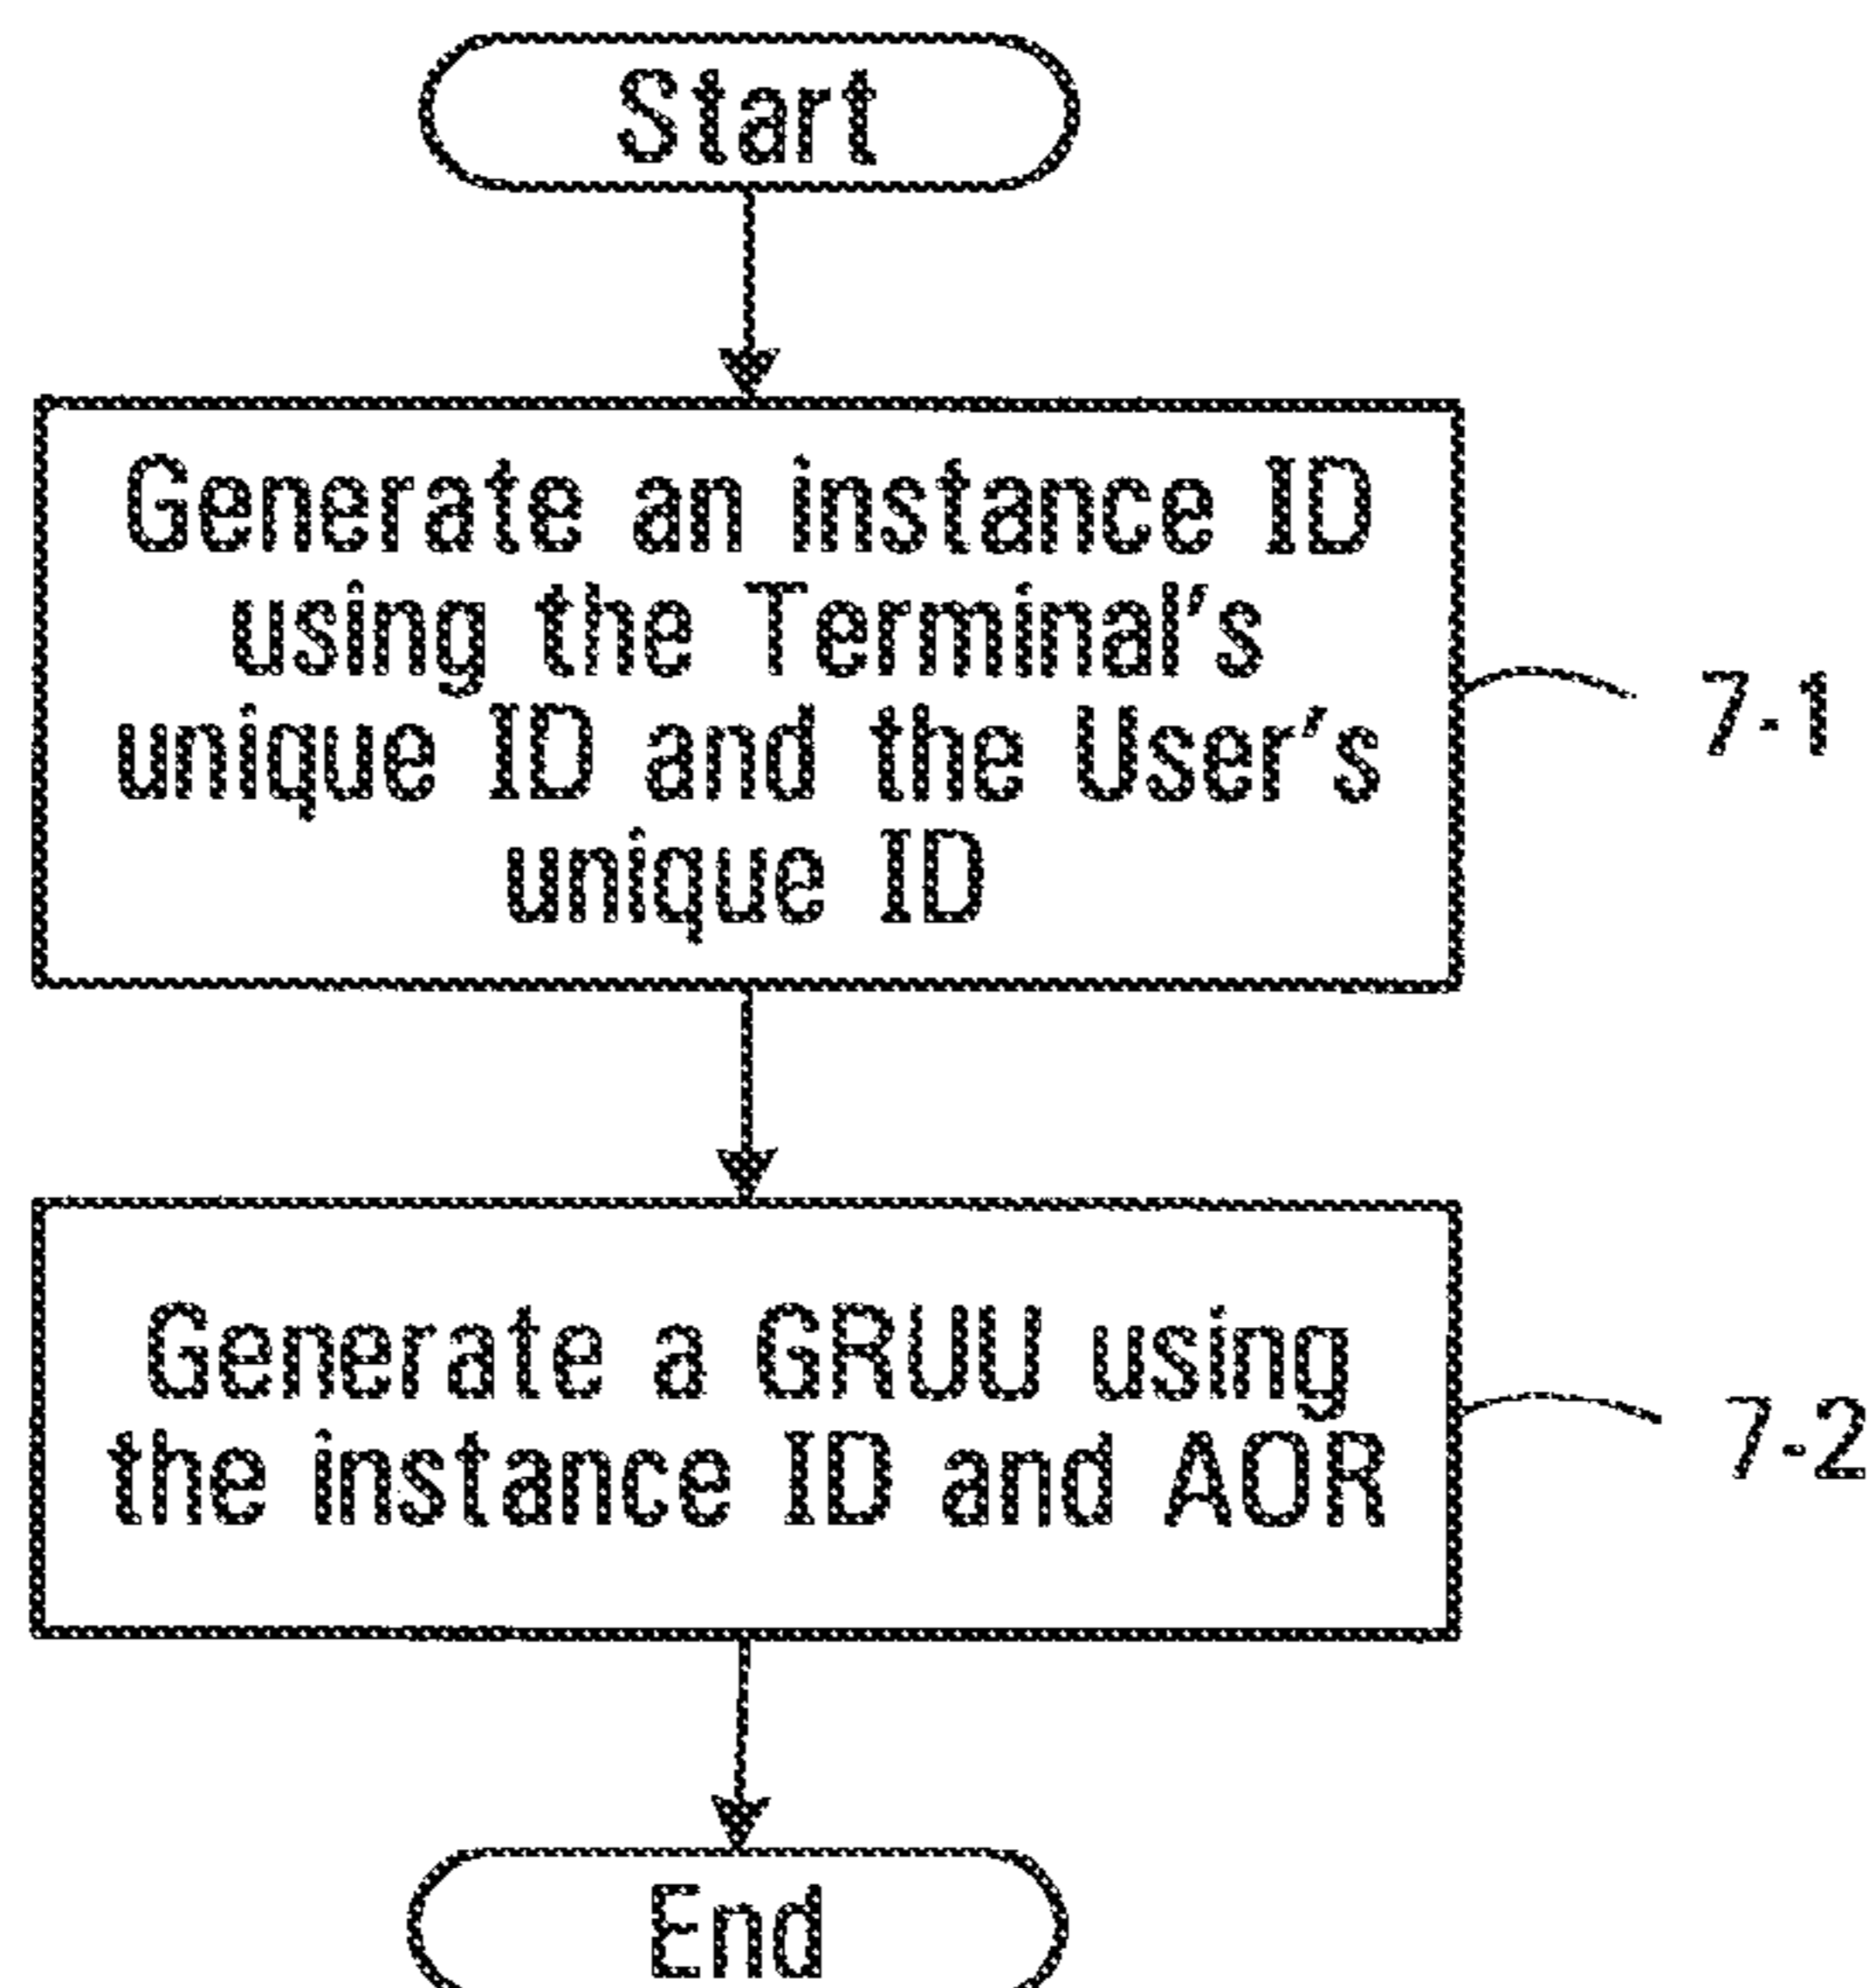 Start
Generate an instance ID
using the Terminal's
unique ID and the User's
unique ID
7-1
Generate a GRUU using
the instance ID and AOR
7-2
End